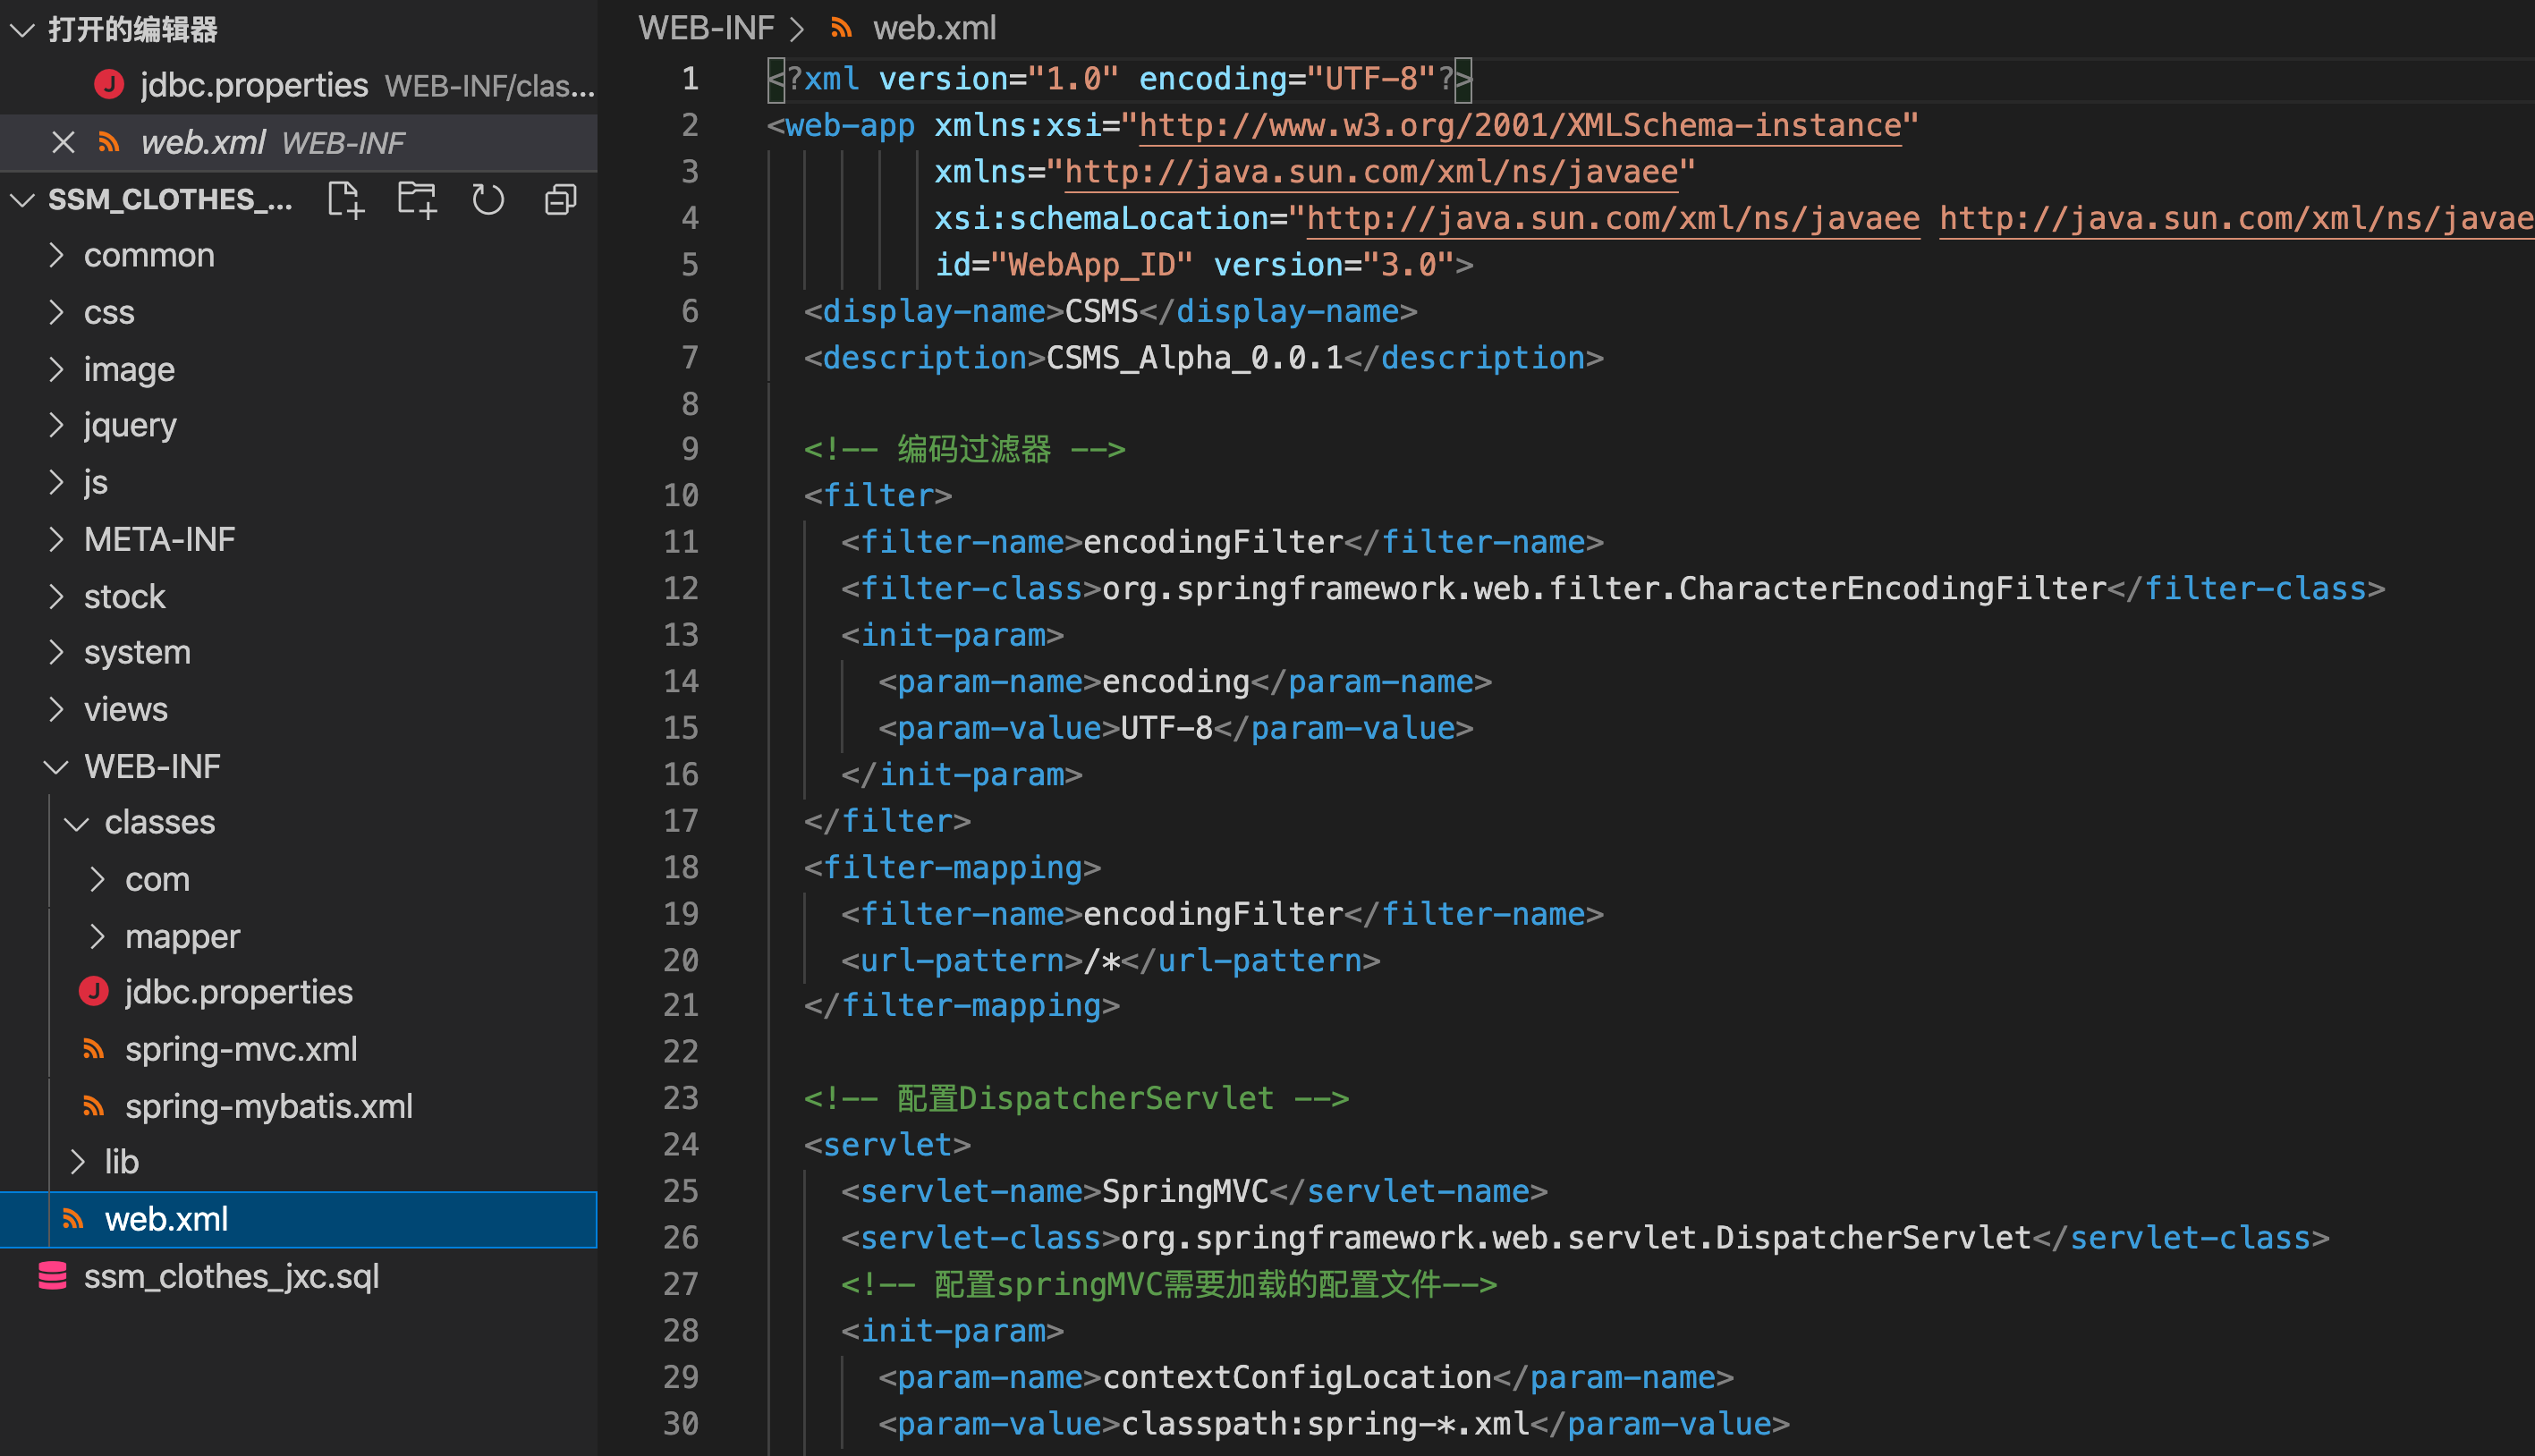 打开的编辑器
jdbc.properties WEB-INF/clas...
web.xml WEB-INF
SSM_CLOTHES_...
common
css
image
jquery
js
META-INF
stock
system
views
WEB-INF
classes
com
mapper
jdbc.properties
spring-mvc.xml
spring-mybatis.xml
lib
web.xml
ssm_clothes_jxc.sql
WEB-INF > web.xml
1 <?xml version="1.0" encoding="UTF-8"?>
2 <web-app xmlns:xsi="http://www.w3.org/2001/XMLSchema-instance"
3 xmlns="http://java.sun.com/xml/ns/javaee"
4 xsi:schemaLocation="http://java.sun.com/xml/ns/javaee http://java.sun.com/xml/ns/javae
5 id="WebApp_ID" version="3.0">
6 <display-name>CSMS</display-name>
7 <description>CSMS_Alpha_0.0.1</description>
8
9 <!-- 编码过滤器 -->
10 <filter>
11 <filter-name>encodingFilter</filter-name>
12 <filter-class>org.springframework.web.filter.CharacterEncodingFilter</filter-class>
13 <init-param>
14 <param-name>encoding</param-name>
15 <param-value>UTF-8</param-value>
16 </init-param>
17 </filter>
18 <filter-mapping>
19 <filter-name>encodingFilter</filter-name>
20 <url-pattern>/*</url-pattern>
21 </filter-mapping>
22
23 <!-- 配置DispatcherServlet -->
24 <servlet>
25 <servlet-name>SpringMVC</servlet-name>
26 <servlet-class>org.springframework.web.servlet.DispatcherServlet</servlet-class>
27 <!-- 配置springMVC需要加载的配置文件-->
28 <init-param>
29 <param-name>contextConfigLocation</param-name>
30 <param-value>classpath:spring-*.xml</param-value>